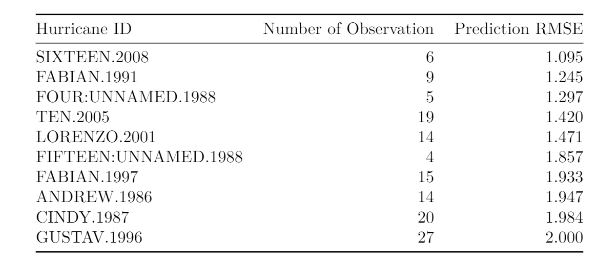 Hurricane ID Number of Observation Prediction RMSE
SIXTEEN.2008 6 1.095
FABIAN.1991 9 1.245
FOUR:UNNAMED.1988 5 1.297
TEN.2005 19 1.420
LORENZO.2001 14 1.471
FIFTEEN:UNNAMED.1988 4 1.857
FABIAN.1997 15 1.933
ANDREW.1986 14 1.947
CINDY.1987 20 1.984
GUSTAV.1996 27 2.000